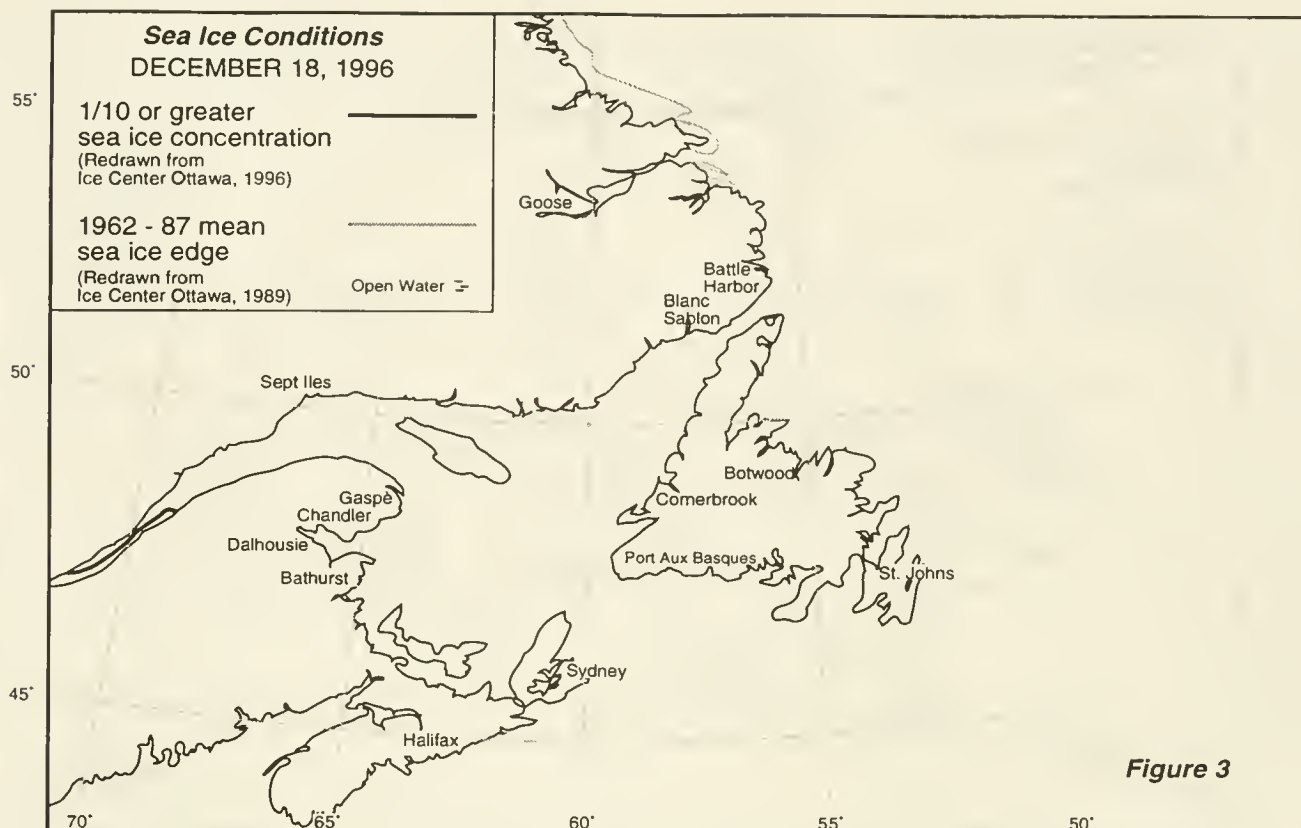 Sea Ice Conditions
DECEMBER 18, 1996
1/10 or greater
sea ice concentration
(Redrawn from
Ice Center Ottawa, 1996)
1962 - 87 mean
sea ice edge
(Redrawn from
Ice Center Ottawa, 1989)
Open Water
55°
50°
45°
Goose
Battle
Harbor
Blanc
Sablon
Sept Iles
Botwood
Cornerbrook
Gaspè
Chandler
Dalhousie
Bathurst
Port Aux Basques
St. Johns
Sydney
Halifax
Figure 3
70°
65°
60°
55°
50°